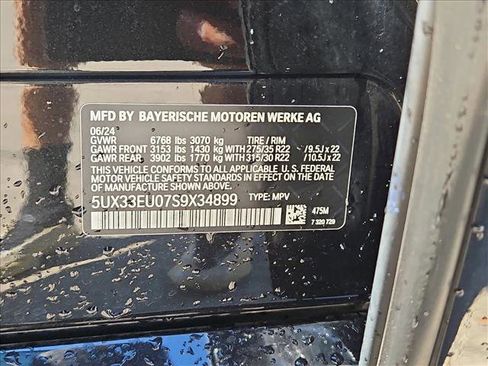 MFD BY BAYERISCHE MOTOREN WERKE AG
06/24
GVWR 6768 lbs 3070 kg TIRE / RIM
GAWR FRONT 3153 lbs 1430 kg - 275/35 R22 - / 9.5J x 22
GAWR REAR 3902 lbs 1770 kg - 315/30 R22 - / 10.5J x 22
THIS VEHICLE CONFORMS TO ALL APPLICABLE U. S. FEDERAL
MOTOR VEHICLE SAFETY STANDARDS IN EFFECT ON THE
DATE OF MANUFACTURE SHOWN ABOVE.
5UX33EU07S9X34899 TYPE: MPV
475M
7 320 729